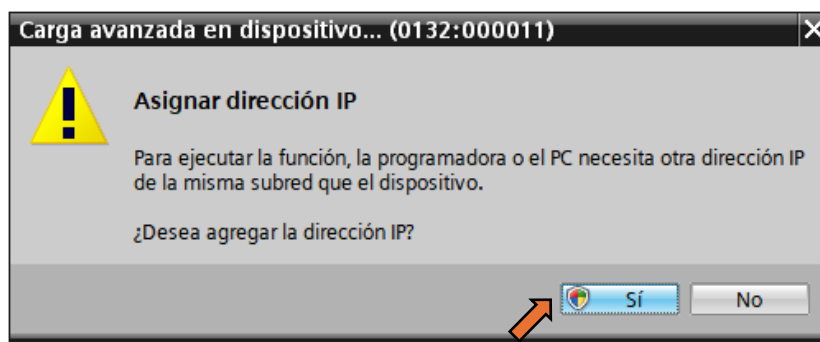 Carga avanzada en dispositivo... (0132:000011)
Asignar dirección IP
Para ejecutar la función, la programadora o el PC necesita otra dirección IP
de la misma subred que el dispositivo.
¿Desea agregar la dirección IP?
Sí
No